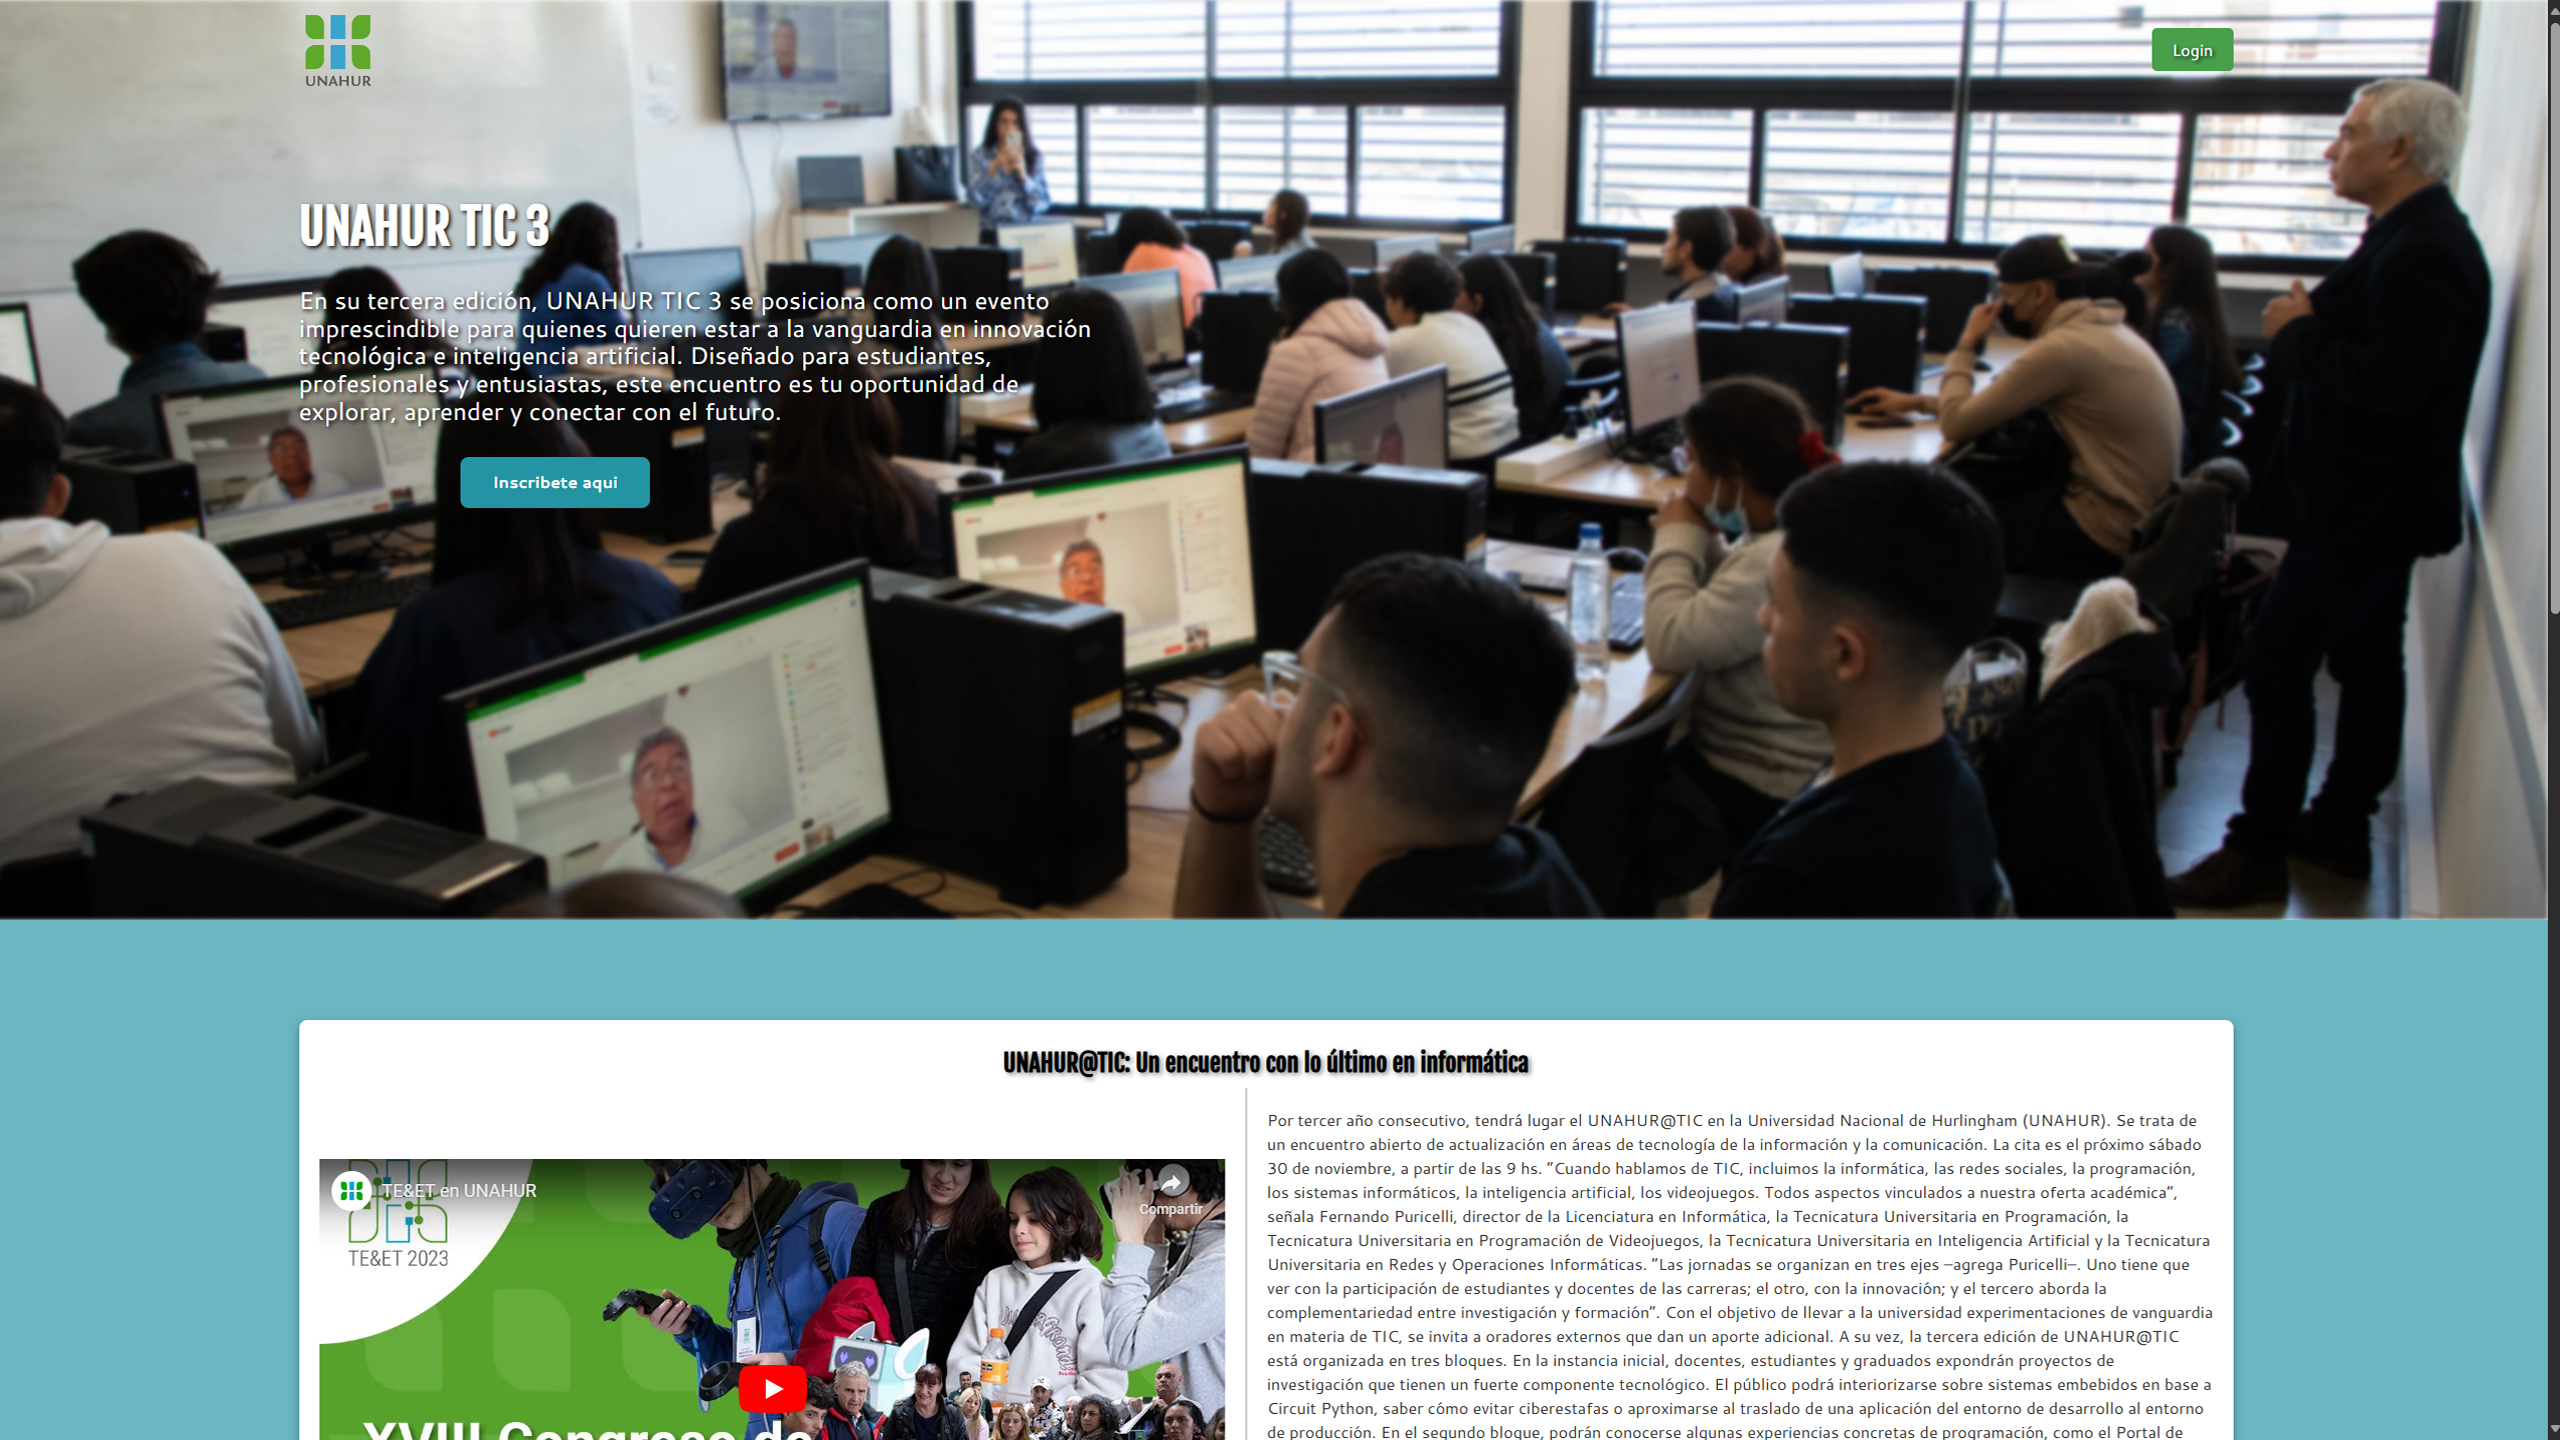 UNAHUR
Login
UNAHUR TIC 3
En su tercera edición, UNAHUR TIC 3 se posiciona como un evento
imprescindible para quienes quieren estar a la vanguardia en innovación
tecnológica e inteligencia artificial. Diseñado para estudiantes,
profesionales y entusiastas, este encuentro es tu oportunidad de
explorar, aprender y conectar con el futuro.
Inscribete aqui
UNAHUR@TIC: Un encuentro con lo último en informática
TE&ET en UNAHUR
Compartir
TE&ET 2023
XVIII Congreso de
Por tercer año consecutivo, tendrá lugar el UNAHUR@TIC en la Universidad Nacional de Hurlingham (UNAHUR). Se trata de
un encuentro abierto de actualización en áreas de tecnología de la información y la comunicación. La cita es el próximo sábado
30 de noviembre, a partir de las 9 hs. “Cuando hablamos de TIC, incluimos la informática, las redes sociales, la programación,
los sistemas informáticos, la inteligencia artificial, los videojuegos. Todos aspectos vinculados a nuestra oferta académica”,
señala Fernando Puricelli, director de la Licenciatura en Informática, la Tecnicatura Universitaria en Programación, la
Tecnicatura Universitaria en Programación de Videojuegos, la Tecnicatura Universitaria en Inteligencia Artificial y la Tecnicatura
Universitaria en Redes y Operaciones Informáticas. “Las jornadas se organizan en tres ejes –agrega Puricelli–. Uno tiene que
ver con la participación de estudiantes y docentes de las carreras; el otro, con la innovación; y el tercero aborda la
complementariedad entre investigación y formación”. Con el objetivo de llevar a la universidad experimentaciones de vanguardia
en materia de TIC, se invita a oradores externos que dan un aporte adicional. A su vez, la tercera edición de UNAHUR@TIC
está organizada en tres bloques. En la instancia inicial, docentes, estudiantes y graduados expondrán proyectos de
investigación que tienen un fuerte componente tecnológico. El público podrá interiorizarse sobre sistemas embebidos en base a
Circuit Python, saber cómo evitar ciberestafas o aproximarse al traslado de una aplicación del entorno de desarrollo al entorno
de producción. En el segundo bloque, podrán conocerse algunas experiencias concretas de programación, como el Portal de